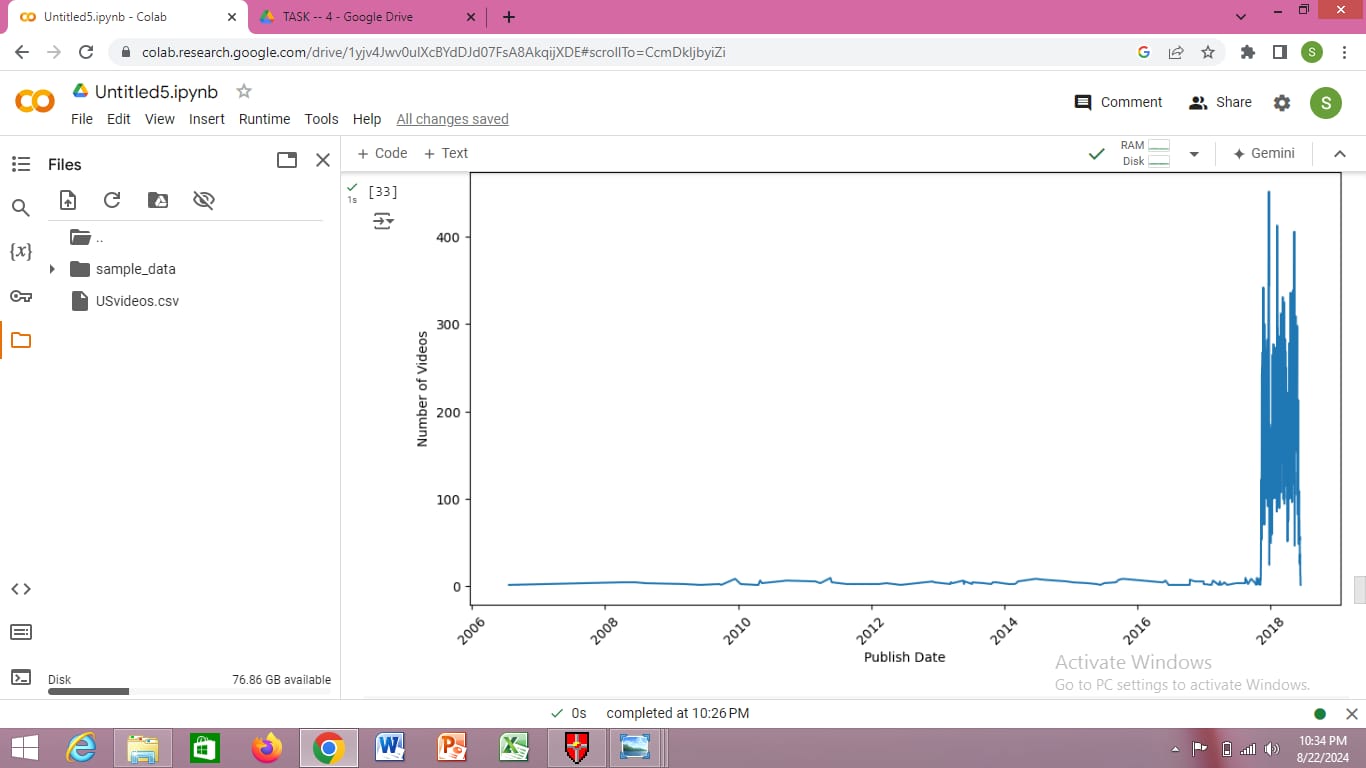 Untitled5.ipynb - Colab
TASK -- 4 - Google Drive
colab.research.google.com/drive/1yjv4Jwv0uIXcBYdDJd07FsA8AkqijXDE#scrollTo=CcmDkIjbyiZi
S
Untitled5.ipynb
Comment
Share
S
File Edit View Insert Runtime Tools Help All changes saved
Files
+ Code + Text
RAM
Disk
Gemini
1s
[33]
{x}
..
sample_data
USvideos.csv
400
300
200
100
0
Number of Videos
2006 2008 2010 2012 2014 2016 2018
Publish Date
Activate Windows
Go to PC settings to activate Windows.
Disk 76.86 GB available
0s completed at 10:26 PM
10:34 PM
8/22/2024